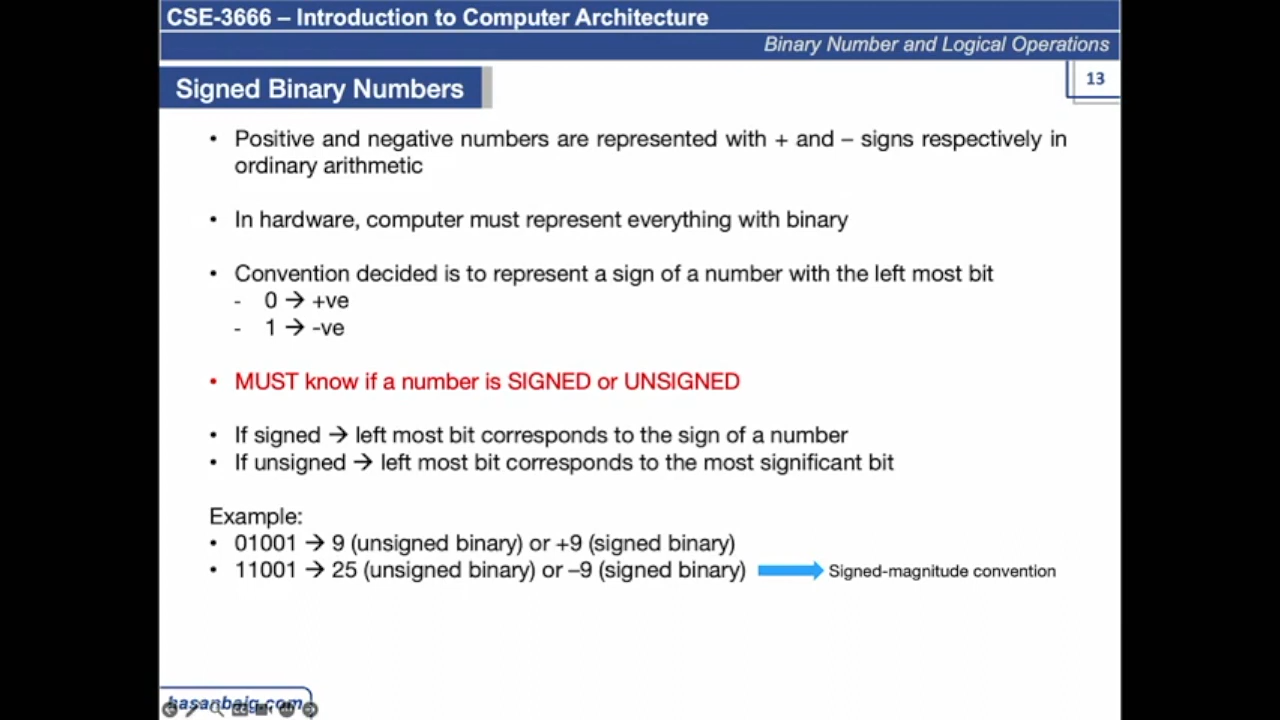 CSE-3666 – Introduction to Computer Architecture
Binary Number and Logical Operations
Signed Binary Numbers
13
• Positive and negative numbers are represented with + and – signs respectively in
ordinary arithmetic
• In hardware, computer must represent everything with binary
• Convention decided is to represent a sign of a number with the left most bit
- 0 → +ve
- 1 → -ve
• MUST know if a number is SIGNED or UNSIGNED
• If signed → left most bit corresponds to the sign of a number
• If unsigned → left most bit corresponds to the most significant bit
Example:
• 01001 → 9 (unsigned binary) or +9 (signed binary)
• 11001 → 25 (unsigned binary) or –9 (signed binary)
Signed-magnitude convention
hasanbaig.com